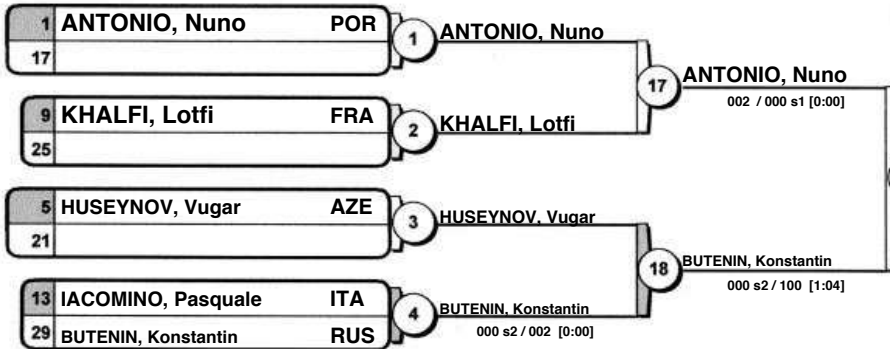 1 ANTONIO, Nuno POR
17
1 ANTONIO, Nuno
9 KHALFI, Lotfi FRA
25
2 KHALFI, Lotfi
17 ANTONIO, Nuno
002 / 000 s1 [0:00]
5 HUSEYNOV, Vugar AZE
21
3 HUSEYNOV, Vugar
13 IACOMINO, Pasquale ITA
29 BUTENIN, Konstantin RUS
4 BUTENIN, Konstantin
000 s2 / 002 [0:00]
18 BUTENIN, Konstantin
000 s2 / 100 [1:04]